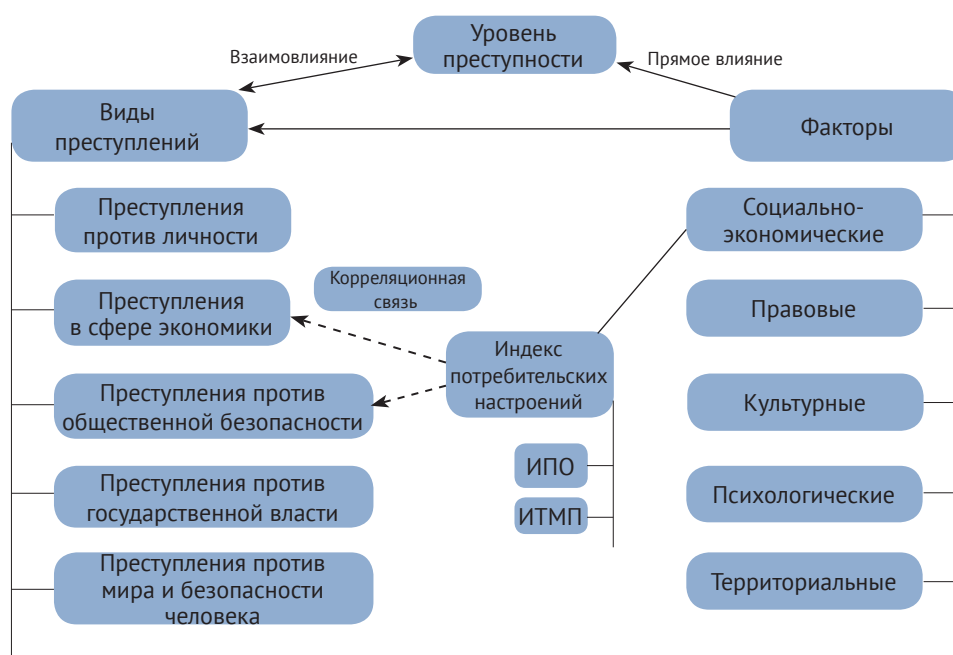 Уровень
преступности
Взаимовлияние
Прямое влияние
Виды
преступлений
Факторы
Преступления
против личности
Социально-
экономические
Корреляционная
связь
Преступления
в сфере экономики
Правовые
Индекс
потребительских
настроений
Преступления против
общественной безопасности
Культурные
ИПО
Преступления против
государственной власти
Психологические
ИТМП
Преступления против
мира и безопасности
человека
Территориальные